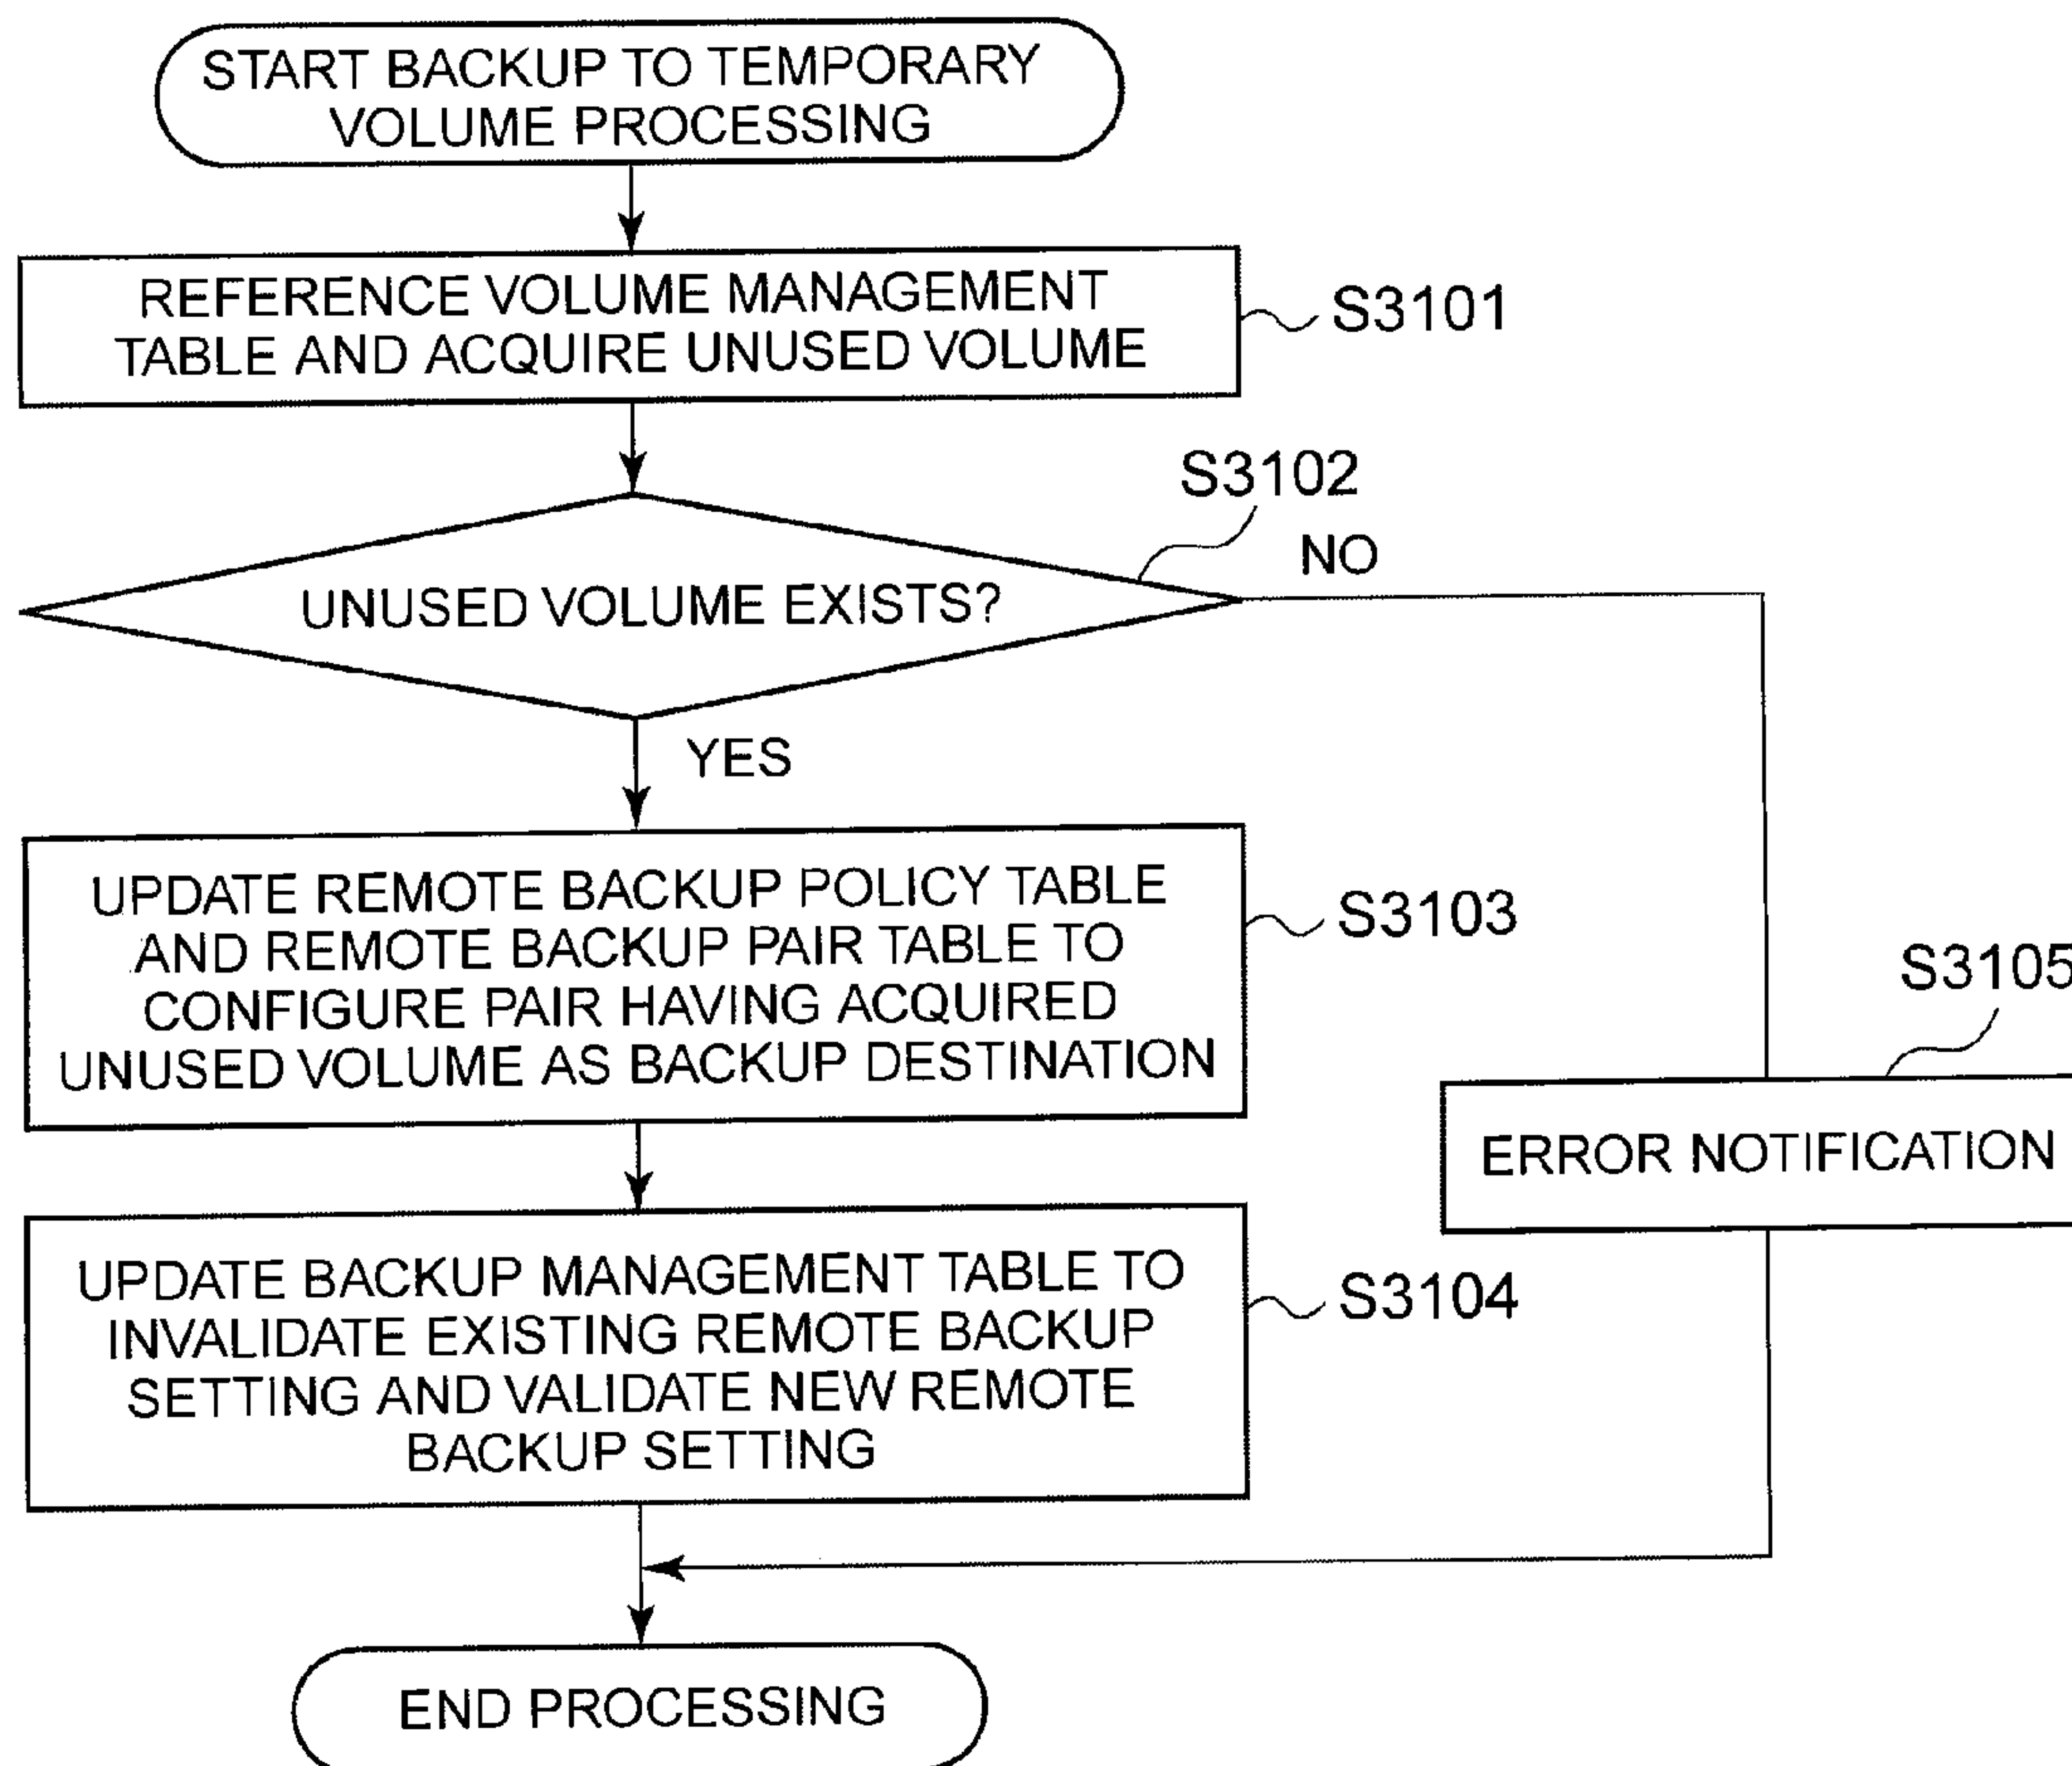 START BACKUP TO TEMPORARY
VOLUME PROCESSING
REFERENCE VOLUME MANAGEMENT
TABLE AND ACQUIRE UNUSED VOLUME
S3101
S3102
NO
UNUSED VOLUME EXISTS?
YES
UPDATE REMOTE BACKUP POLICY TABLE
AND REMOTE BACKUP PAIR TABLE TO
CONFIGURE PAIR HAVING ACQUIRED
UNUSED VOLUME AS BACKUP DESTINATION
S3103
S3105
ERROR NOTIFICATION
UPDATE BACKUP MANAGEMENT TABLE TO
INVALIDATE EXISTING REMOTE BACKUP
SETTING AND VALIDATE NEW REMOTE
BACKUP SETTING
S3104
END PROCESSING